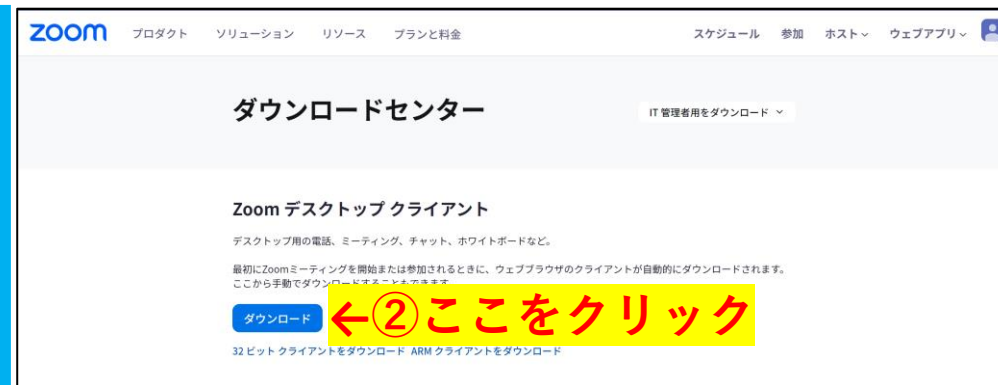 zoom プロダクト ソリューション リソース プランと料金 スケジュール 参加 ホスト ウェブアプリ
ダウンロードセンター
IT 管理者用をダウンロード
Zoom デスクトップ クライアント
デスクトップ用の電話、ミーティング、チャット、ホワイトボードなど。
最初にZoomミーティングを開始または参加されるときに、ウェブブラウザのクライアントが自動的にダウンロードされます。
ここから手動でダウンロードすることもできます
ダウンロード ←②ここをクリック
32 ビット クライアントをダウンロード ARM クライアントをダウンロード